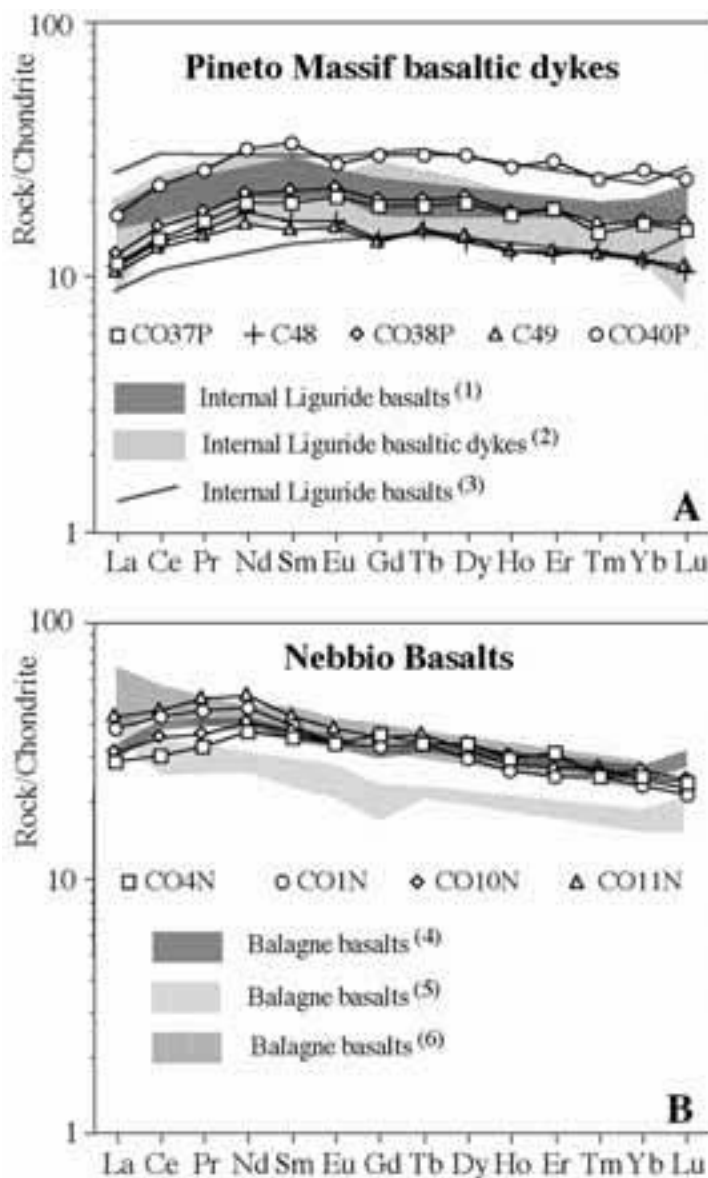 100
Pineto Massif basaltic dykes
Rock/Chondrite
10
CO37P C48 CO38P C49 CO40P
Internal Liguride basalts (1)
Internal Liguride basaltic dykes (2)
Internal Liguride basalts (3)
A
1
La Ce Pr Nd Sm Eu Gd Tb Dy Ho Er Tm Yb Lu
100
Nebbio Basalts
Rock/Chondrite
10
CO4N CO1N CO10N CO11N
Balagne basalts (4)
Balagne basalts (5)
Balagne basalts (6)
B
1
La Ce Pr Nd Sm Eu Gd Tb Dy Ho Er Tm Yb Lu